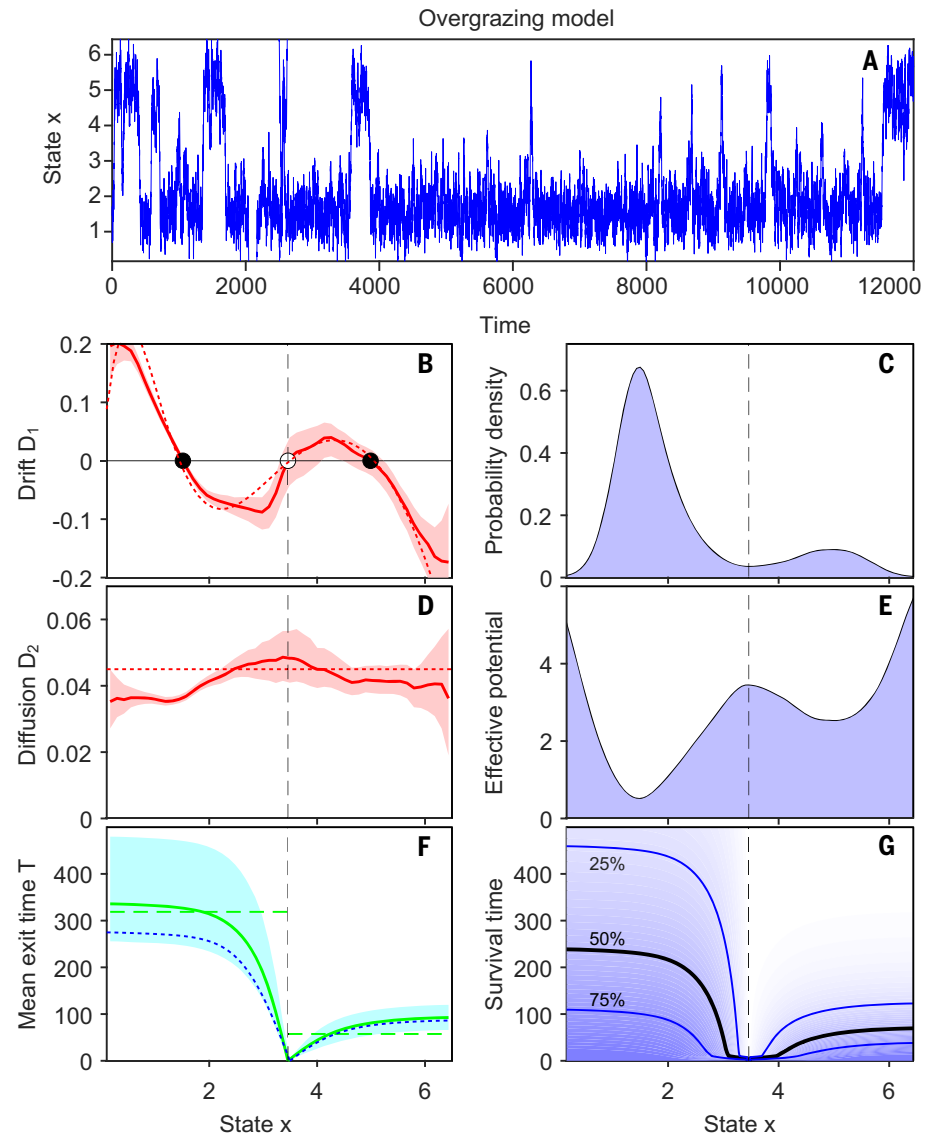 Overgrazing model
A
State x
6
5
4
3
2
1
0 2000 4000 6000 8000 10000 12000
Time
B
Drift D1
0.2
0.1
0
-0.1
-0.2
C
Probability density
0.6
0.4
0.2
0
D
Diffusion D2
0.06
0.04
0.02
0
E
Effective potential
4
2
0
F
Mean exit time T
400
300
200
100
0
2 4 6
State x
G
Survival time
400
300
200
100
0
25%
50%
75%
2 4 6
State x